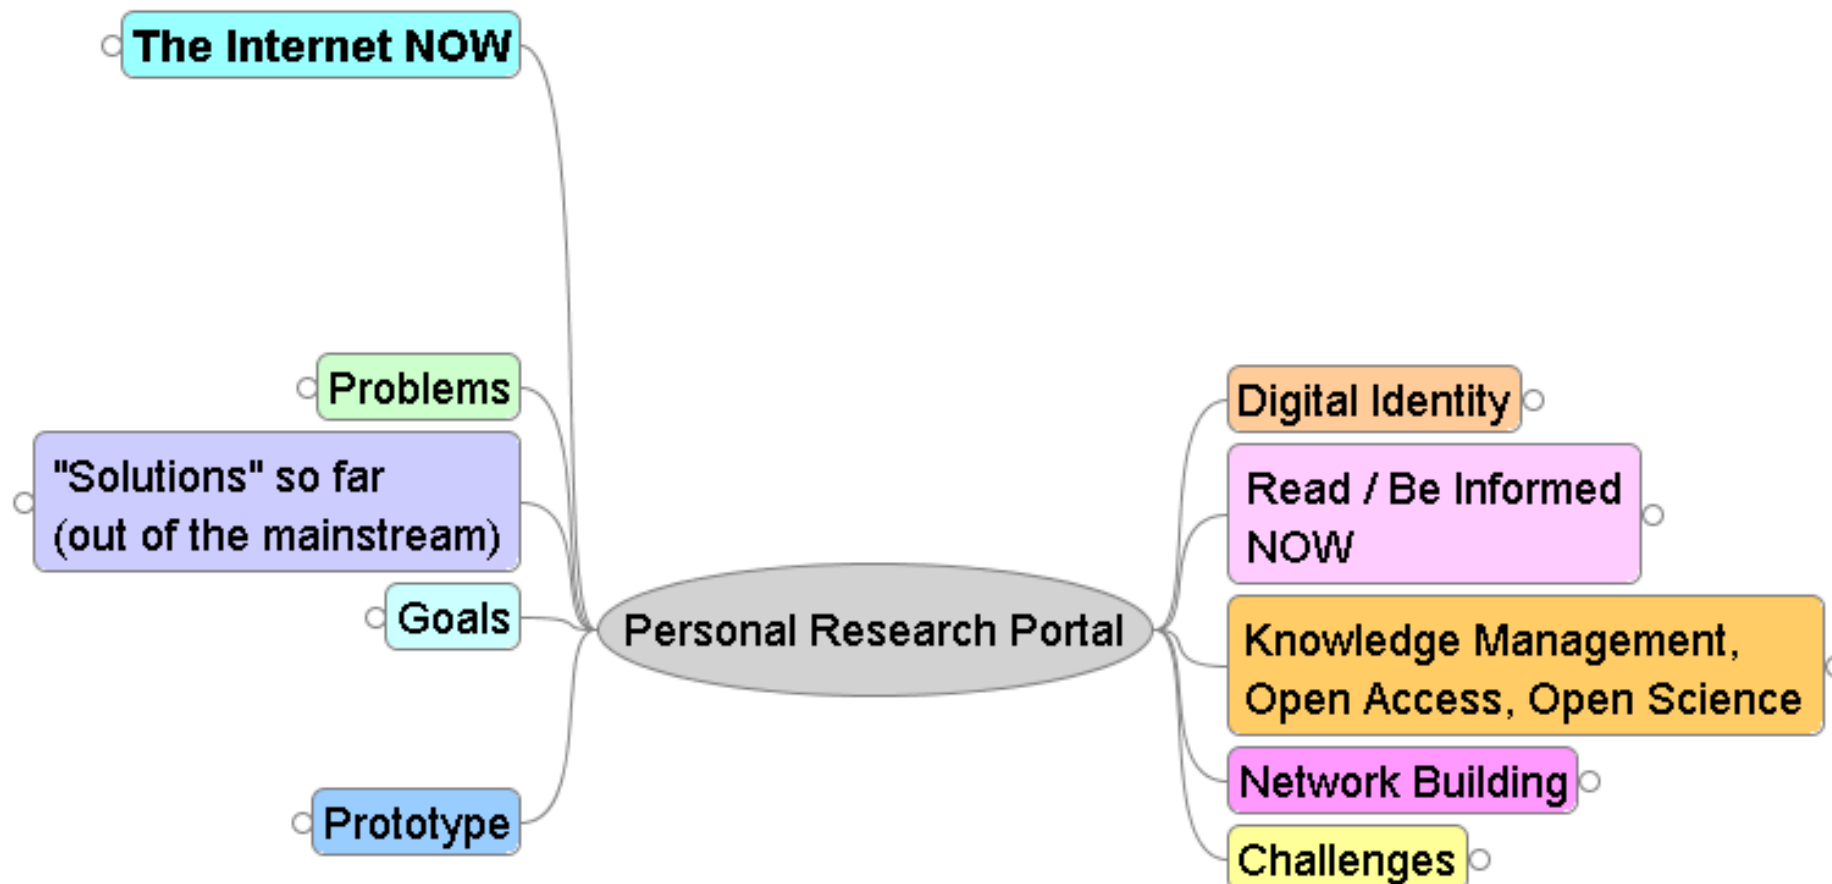 The Internet NOW
Problems
"Solutions" so far
(out of the mainstream)
Goals
Prototype
Personal Research Portal
Digital Identity
Read / Be Informed
NOW
Knowledge Management,
Open Access, Open Science
Network Building
Challenges